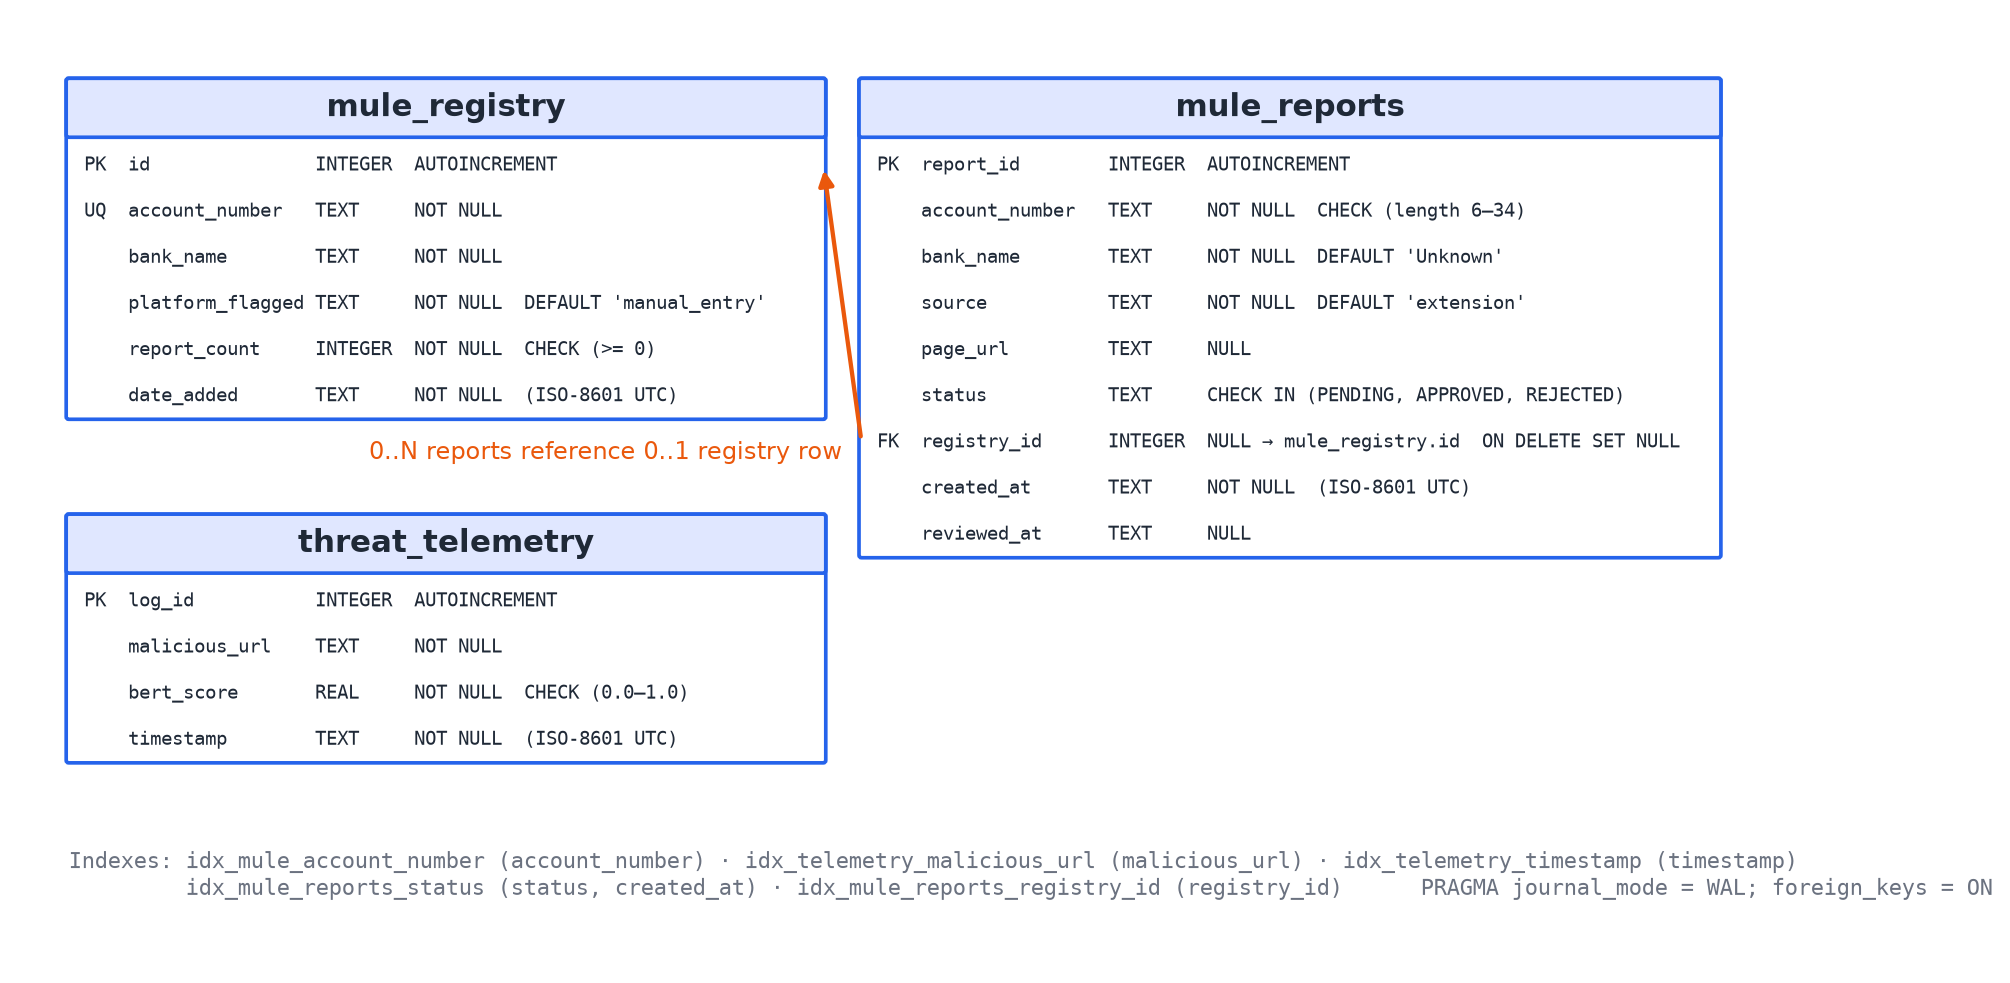 mule_registry
PK id INTEGER AUTOINCREMENT
UQ account_number TEXT NOT NULL
bank_name TEXT NOT NULL
platform_flagged TEXT NOT NULL DEFAULT 'manual_entry'
report_count INTEGER NOT NULL CHECK (>= 0)
date_added TEXT NOT NULL (ISO-8601 UTC)
mule_reports
PK report_id INTEGER AUTOINCREMENT
account_number TEXT NOT NULL CHECK (length 6–34)
bank_name TEXT NOT NULL DEFAULT 'Unknown'
source TEXT NOT NULL DEFAULT 'extension'
page_url TEXT NULL
status TEXT CHECK IN (PENDING, APPROVED, REJECTED)
FK registry_id INTEGER NULL → mule_registry.id ON DELETE SET NULL
created_at TEXT NOT NULL (ISO-8601 UTC)
reviewed_at TEXT NULL
0..N reports reference 0..1 registry row
threat_telemetry
PK log_id INTEGER AUTOINCREMENT
malicious_url TEXT NOT NULL
bert_score REAL NOT NULL CHECK (0.0–1.0)
timestamp TEXT NOT NULL (ISO-8601 UTC)
Indexes: idx_mule_account_number (account_number) · idx_telemetry_malicious_url (malicious_url) · idx_telemetry_timestamp (timestamp)
idx_mule_reports_status (status, created_at) · idx_mule_reports_registry_id (registry_id) PRAGMA journal_mode = WAL; foreign_keys = ON